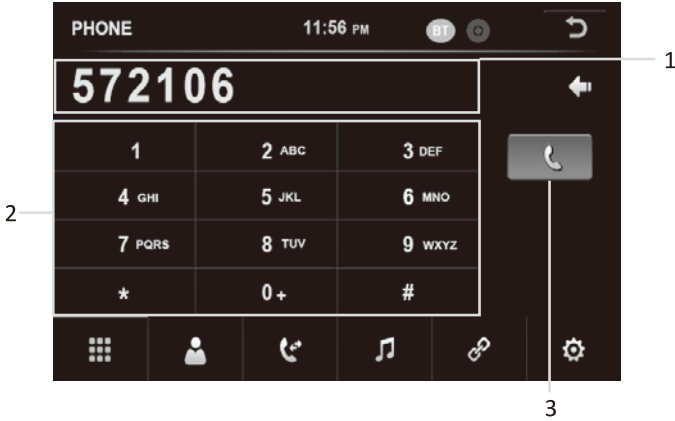 PHONE 11:56 PM BT
572106 1
1 2 ABC 3 DEF
4 GHI 5 JKL 6 MNO
2
7 PQRS 8 TUV 9 WXYZ
* 0 + #
3